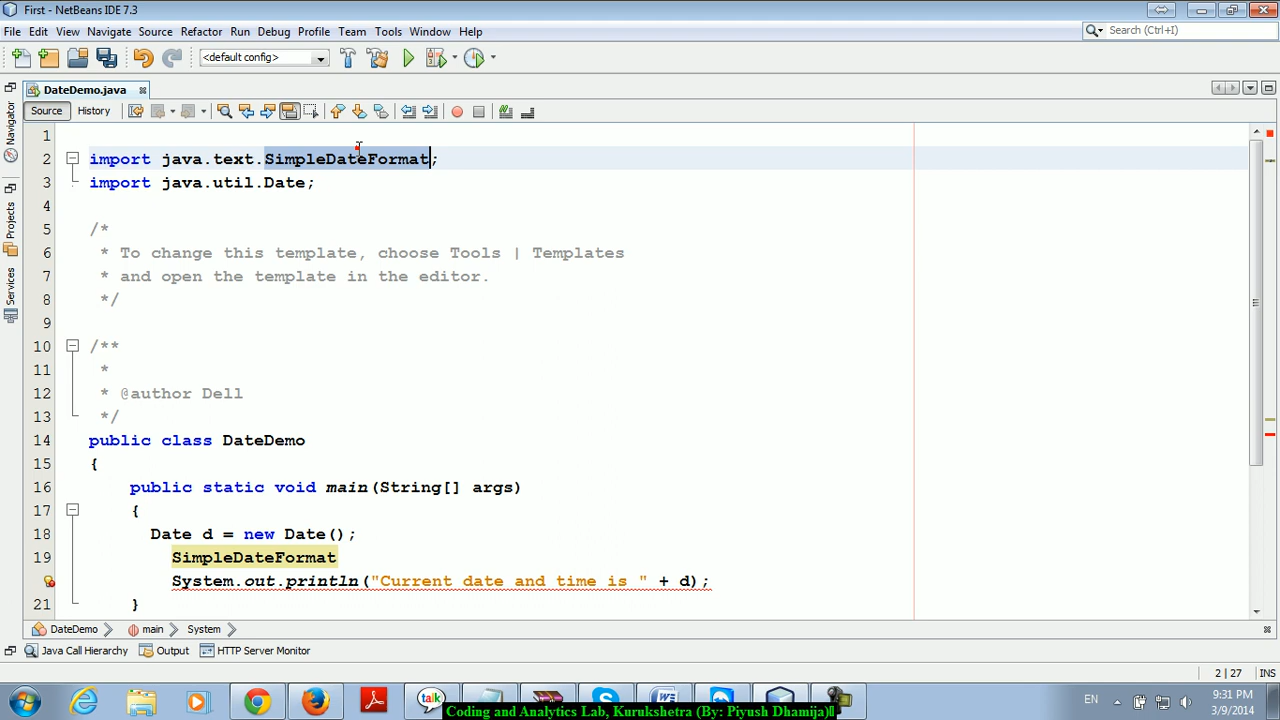 First - NetBeans IDE 7.3
File Edit View Navigate Source Refactor Run Debug Profile Team Tools Window Help
Search (Ctrl+I)
<default config>
DateDemo.java
Source History
Navigator
Projects
Services
1
2 import java.text.SimpleDateFormat;
3 import java.util.Date;
4
5 /*
6 * To change this template, choose Tools | Templates
7 * and open the template in the editor.
8 */
9
10 /**
11 *
12 * @author Dell
13 */
14 public class DateDemo
15 {
16 public static void main(String[] args)
17 {
18 Date d = new Date();
19 SimpleDateFormat
System.out.println("Current date and time is " + d);
21 }
DateDemo main System
Java Call Hierarchy Output HTTP Server Monitor
2 | 27 INS
talk
EN
9:31 PM
3/9/2014
Coding and Analytics Lab, Kurukshetra (By: Piyush Dhamija)